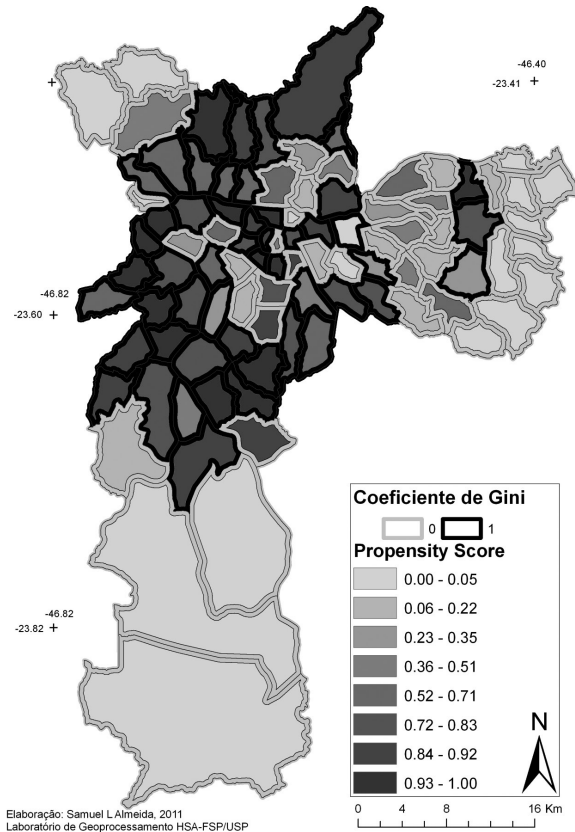 -46.40
-23.41
-46.82
-23.60
Coeficiente de Gini
0 1
Propensity Score
0.00 - 0.05
0.06 - 0.22
0.23 - 0.35
0.36 - 0.51
0.52 - 0.71
0.72 - 0.83
0.84 - 0.92
0.93 - 1.00
N
-46.82
-23.82
Elaboração: Samuel L Almeida, 2011
Laboratório de Geoprocessamento HSA-FSP/USP
0 4 8 16 Km